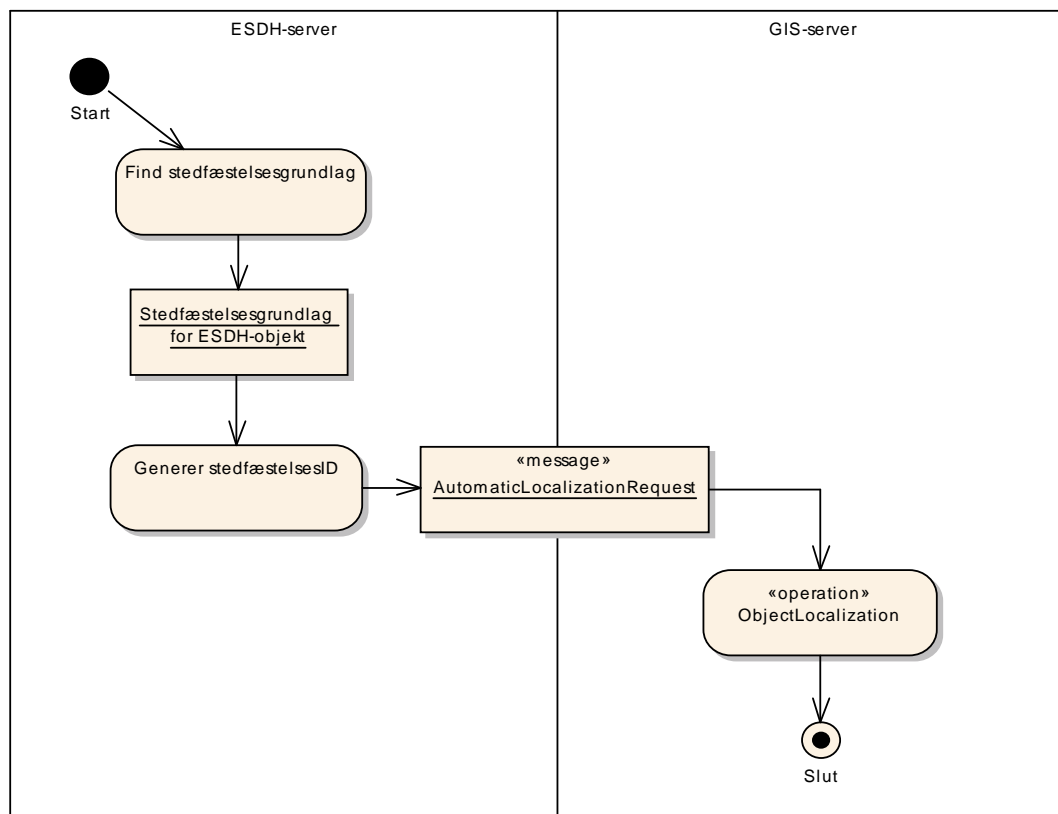 ESDH-server
GIS-server
Start
Find stedfæstelsesgrundlag
Stedfæstelsesgrundlag
for ESDH-objekt
Generer stedfæstelsesID
«message»
AutomaticLocalizationRequest
«operation»
ObjectLocalization
Slut